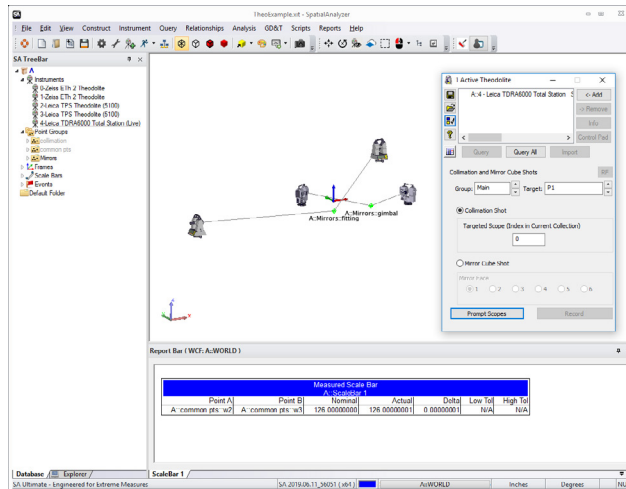 TheoExample.xit - SpatialAnalyzer
File Edit View Construct Instrument Query Relationships Analysis GD&T Scripts Reports Help
SA TreeBar
A
Instruments
0-Zeiss ETh 2 Theodolite
1-Zeiss ETh 2 Theodolite
2-Leica TPS Theodolite (5100)
3-Leica TPS Theodolite (5100)
4-Leica TDRA6000 Total Station (Live)
Point Groups
collimation
common pts
Mirrors
Frames
Scale Bars
Events
Default Folder
A::Mirrors::gimbal
A::Mirrors::fitting
1 Active Theodolite
A::4 - Leica TDRA6000 Total Station
<- Add
-> Remove
Info
Control Pad
Query Query All Import
Collimation and Mirror Cube Shots
RP
Group: Main Target: P1
Collimation Shot
Targeted Scope (Index in Current Collection)
0
Mirror Cube Shot
Mirror Face
1 2 3 4 5 6
Prompt Scopes Record
Report Bar ( WCF: A::WORLD )
Measured Scale Bar
A::ScaleBar 1
Point A Point B Nominal Actual Delta Low Tol High Tol
A::common pts::w2 A::common pts::w3 126.00000000 126.00000001 0.00000001 N/A N/A
Database Explorer ScaleBar 1
SA Ultimate - Engineered for Extreme Measures SA 2019.06.11_56051 ( x64 ) A::WORLD Inches Degrees NU